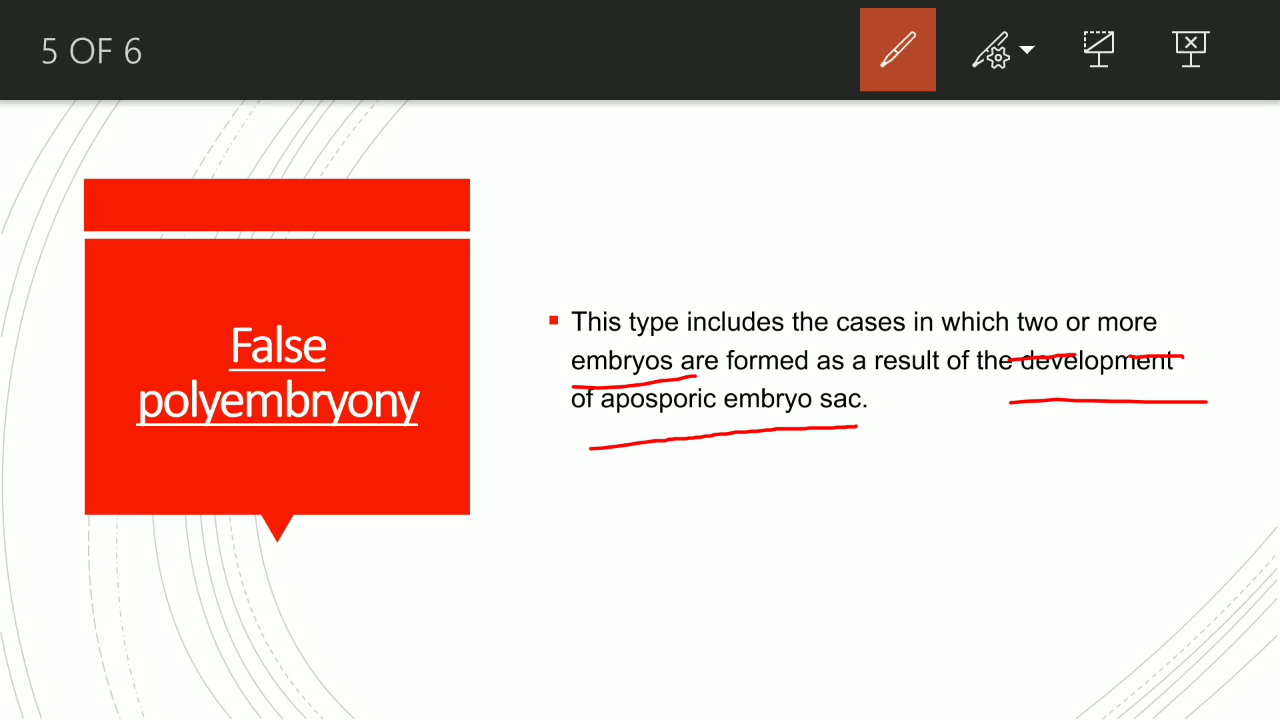 5 OF 6
False
polyembryony
This type includes the cases in which two or more
embryos are formed as a result of the development
of aposporic embryo sac.